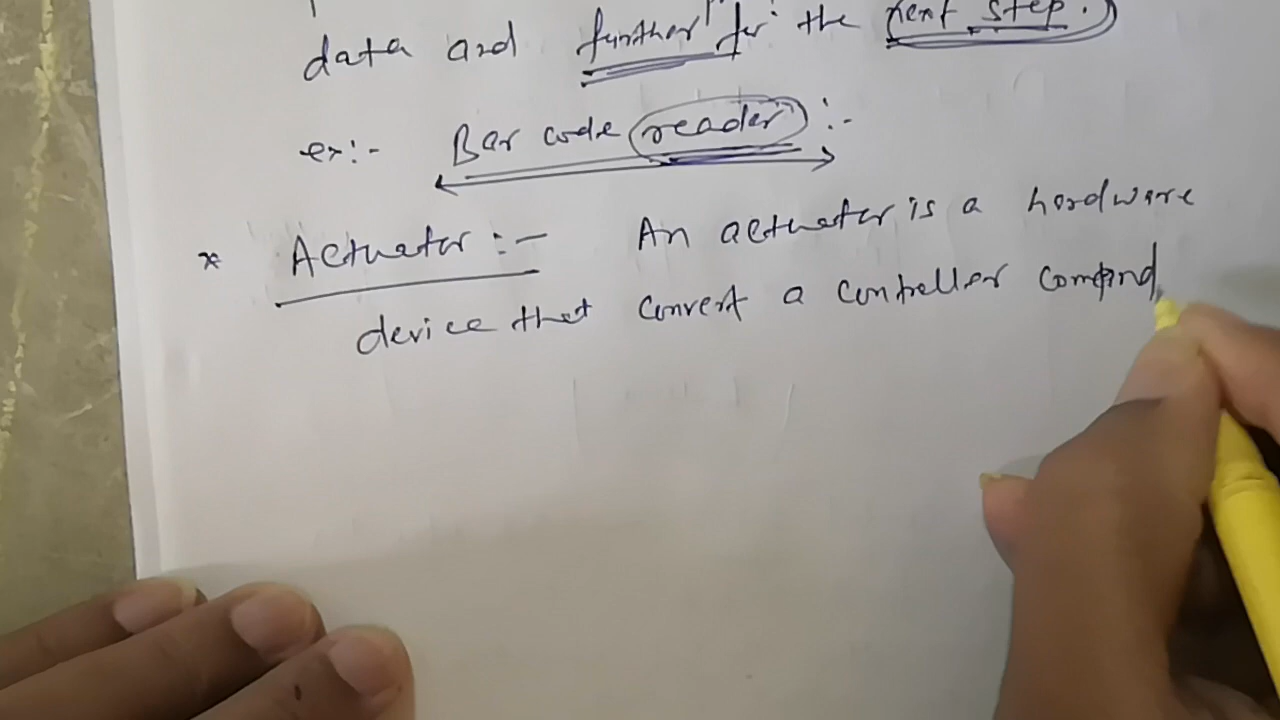 data and further for the next step.
ex:- Bar code reader :-
* Actuator :- An actuator is a hardware
device that convert a controller command